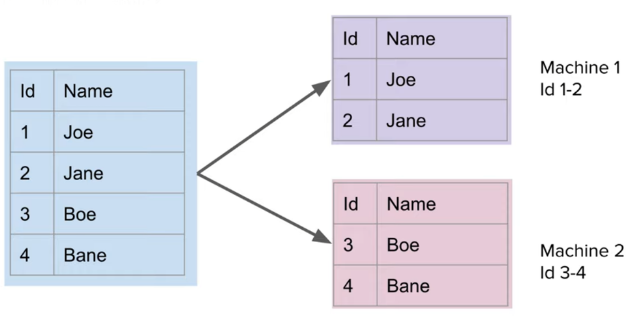 Id Name
1 Joe
2 Jane
3 Boe
4 Bane
Id Name
1 Joe
2 Jane
Machine 1
Id 1-2
Id Name
3 Boe
4 Bane
Machine 2
Id 3-4